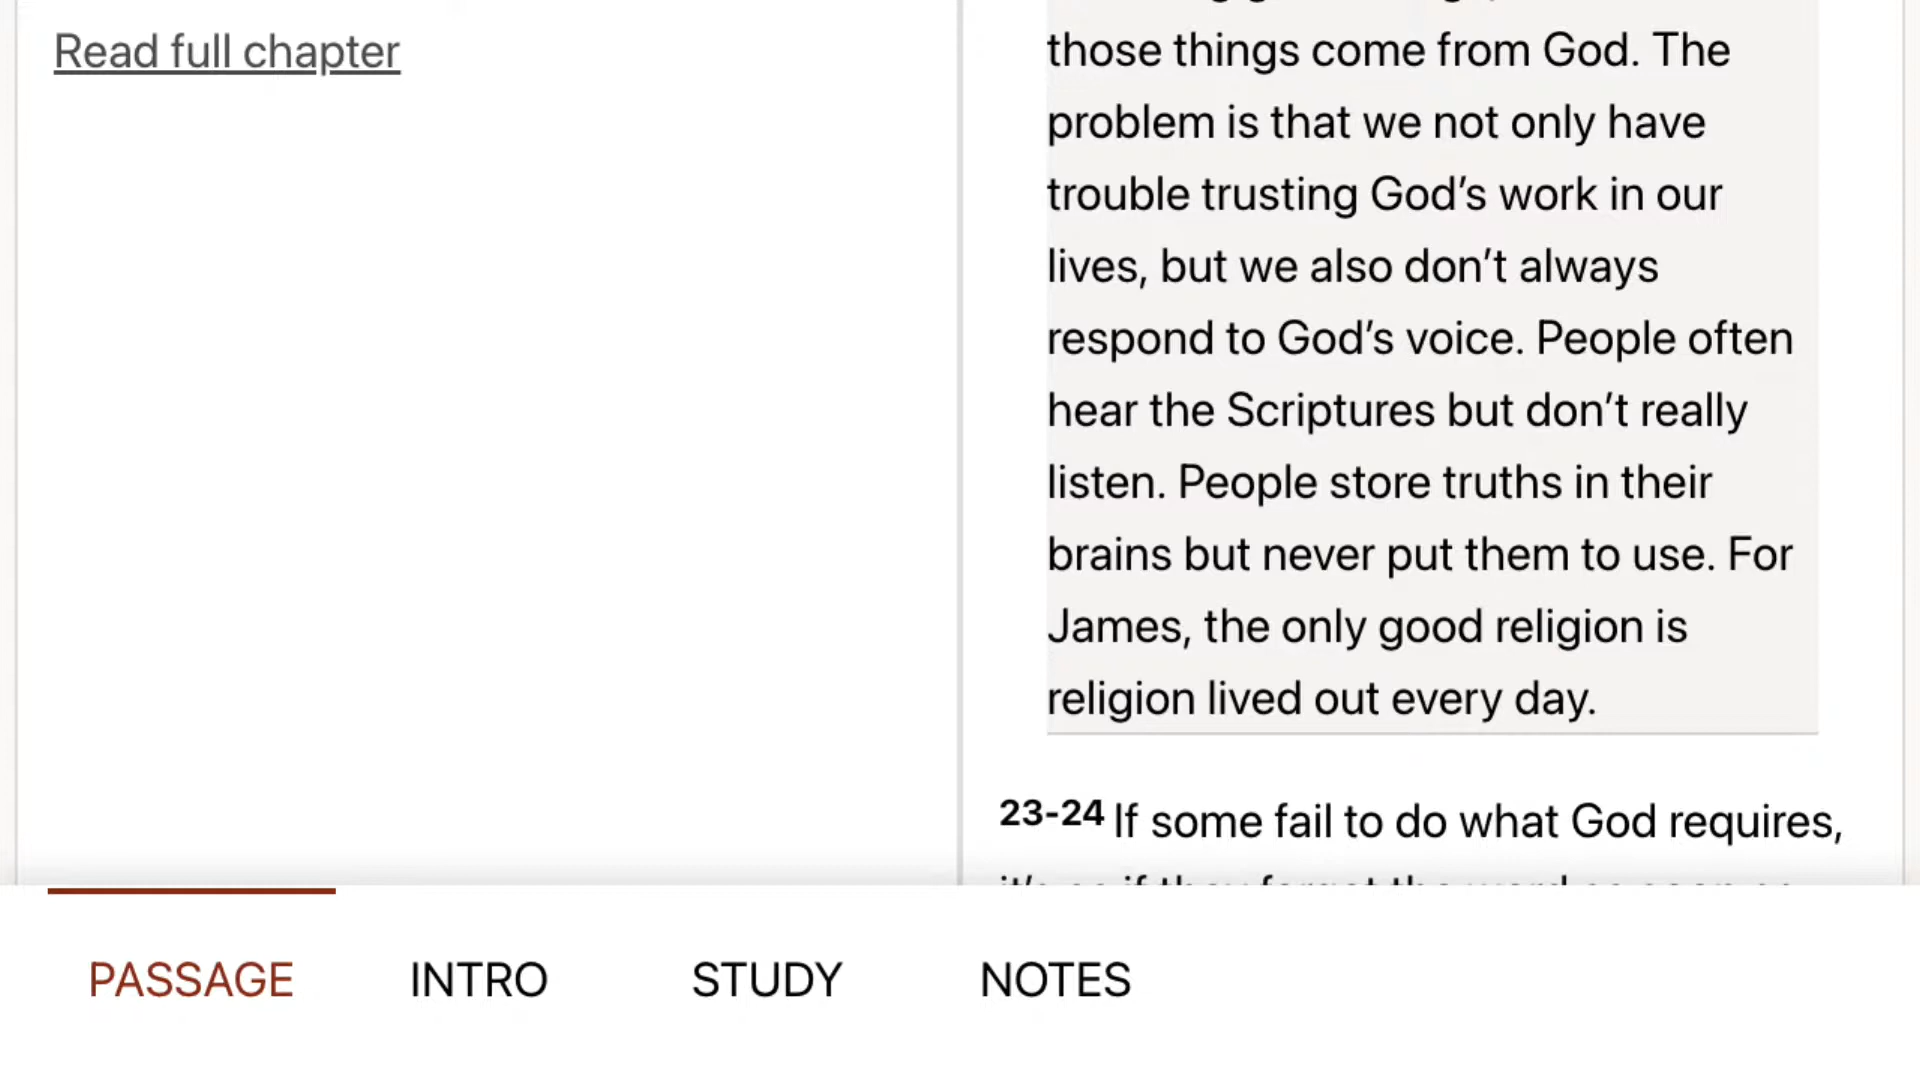 Read full chapter
those things come from God. The
problem is that we not only have
trouble trusting God’s work in our
lives, but we also don’t always
respond to God’s voice. People often
hear the Scriptures but don’t really
listen. People store truths in their
brains but never put them to use. For
James, the only good religion is
religion lived out every day.
23-24 If some fail to do what God requires,
PASSAGE
INTRO
STUDY
NOTES